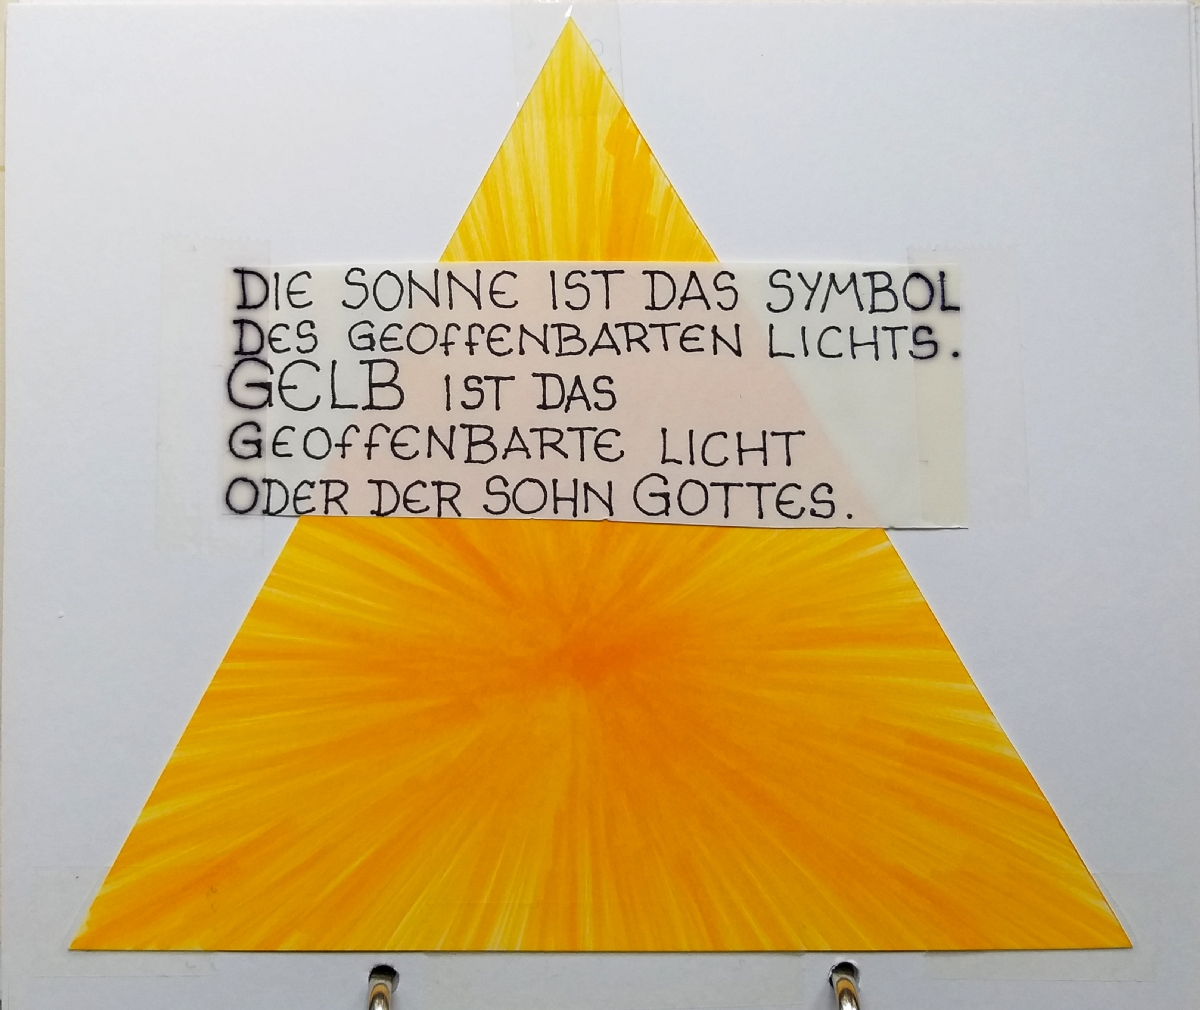 DIE SONNE IST DAS SYMBOL
DES GEOffENBARTEN LICHTS.
GELB IST DAS
GEOffENBARTE LICHT
ODER DER SOHN GOTTES.